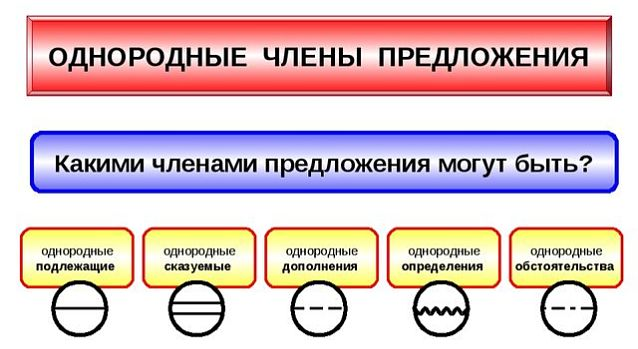 ОДНОРОДНЫЕ ЧЛЕНЫ ПРЕДЛОЖЕНИЯ
Какими членами предложения могут быть?
однородные
подлежащие
однородные
сказуемые
однородные
дополнения
однородные
определения
однородные
обстоятельства